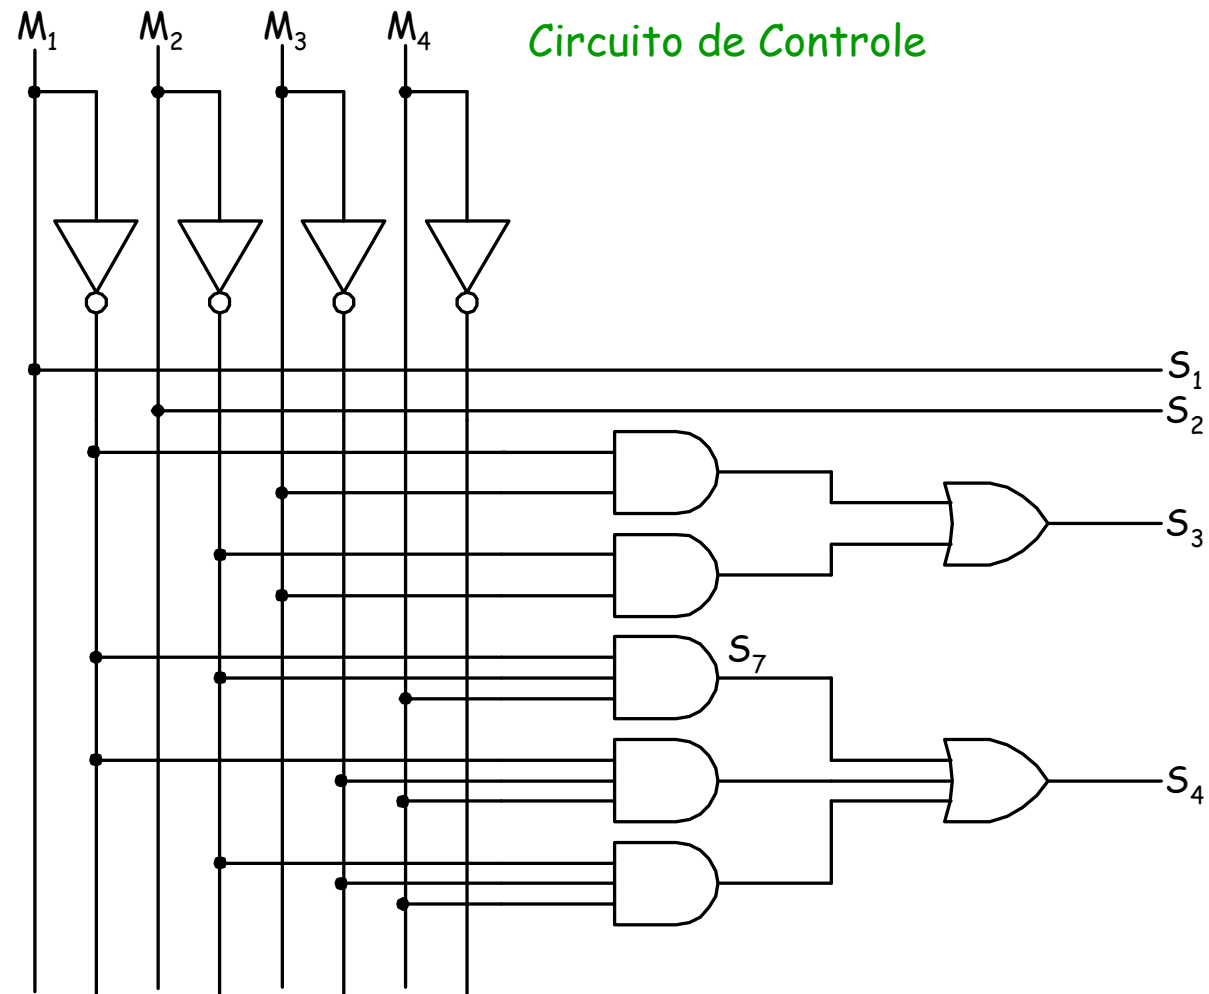 M₁ M₂ M₃ M₄ Circuito de Controle
S₁
S₂
S₃
S₇
S₄